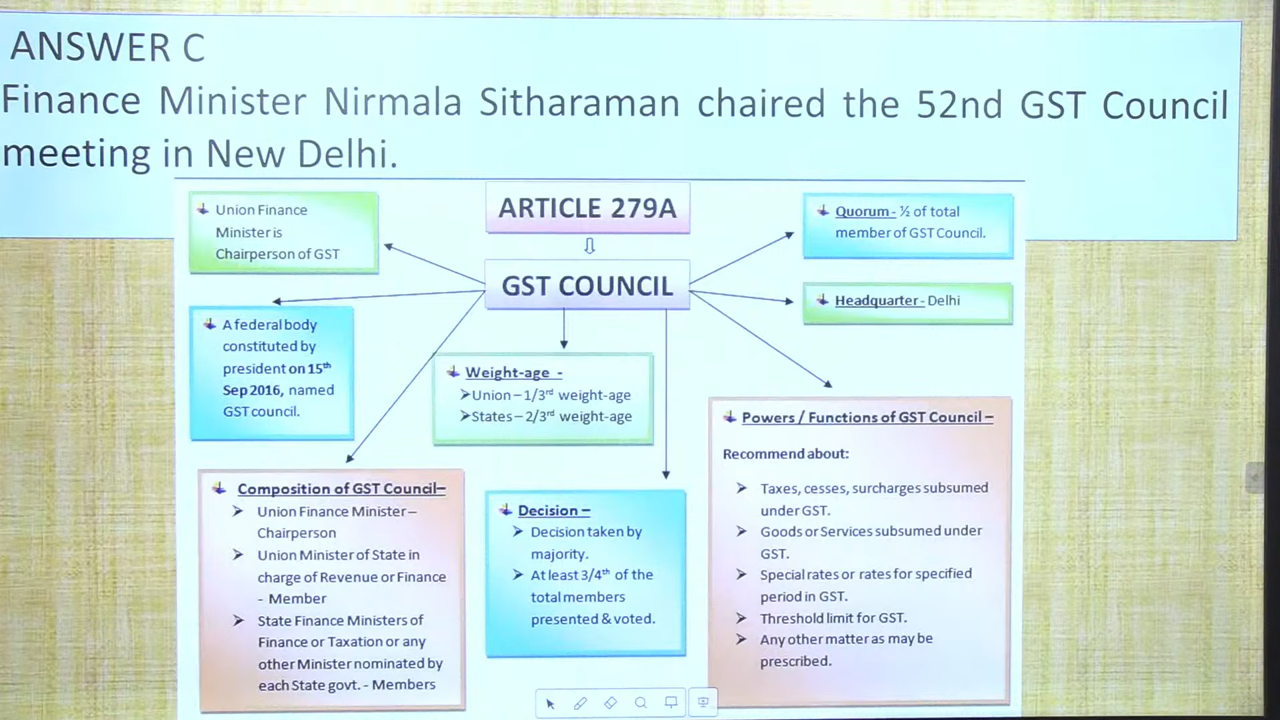 ANSWER C
Finance Minister Nirmala Sitharaman chaired the 52nd GST Council
meeting in New Delhi.
Union Finance
Minister is
Chairperson of GST
ARTICLE 279A
Quorum - ½ of total
member of GST Council.
GST COUNCIL
Headquarter - Delhi
A federal body
constituted by
president on 15th
Sep 2016, named
GST council.
Weight-age -
Union – 1/3rd weight-age
States – 2/3rd weight-age
Powers / Functions of GST Council –
Recommend about:
Taxes, cesses, surcharges subsumed
under GST.
Goods or Services subsumed under
GST.
Special rates or rates for specified
period in GST.
Threshold limit for GST.
Any other matter as may be
prescribed.
Composition of GST Council–
Union Finance Minister –
Chairperson
Union Minister of State in
charge of Revenue or Finance
- Member
State Finance Ministers of
Finance or Taxation or any
other Minister nominated by
each State govt. - Members
Decision –
Decision taken by
majority.
At least 3/4th of the
total members
presented & voted.